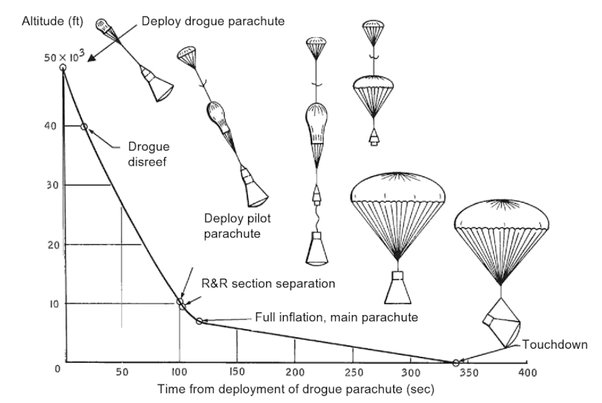 Altitude (ft)
Deploy drogue parachute
50 × 10³
40
Drogue
disreef
30
Deploy pilot
parachute
20
R&R section separation
10
Full inflation, main parachute
Touchdown
0
50
100
150
200
250
300
350
400
Time from deployment of drogue parachute (sec)